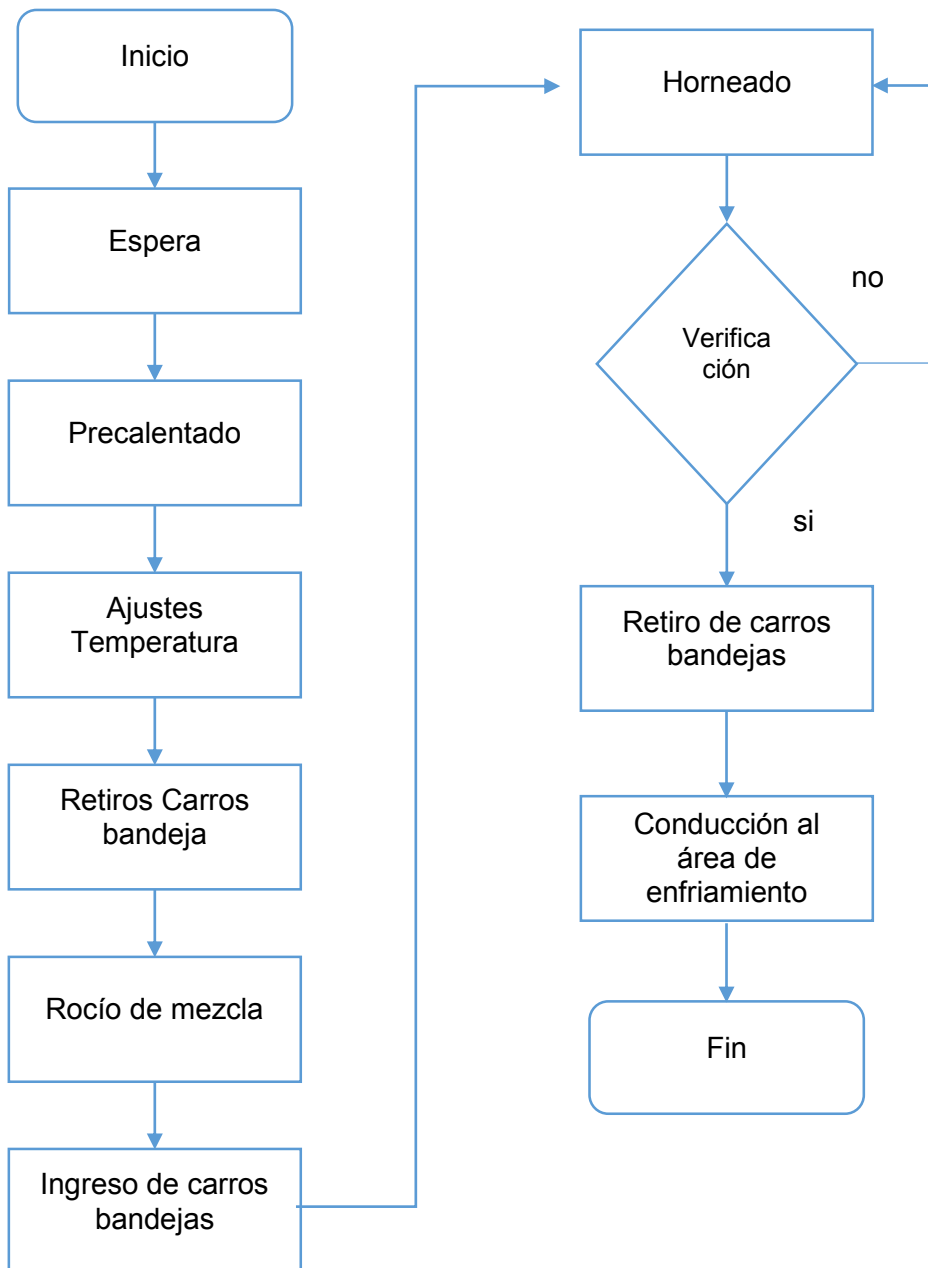 Inicio
Espera
Precalentado
Ajustes
Temperatura
Retiros Carros
bandeja
Rocío de mezcla
Ingreso de carros
bandejas
Horneado
Verifica
ción
no
si
Retiro de carros
bandejas
Conducción al
área de
enfriamiento
Fin